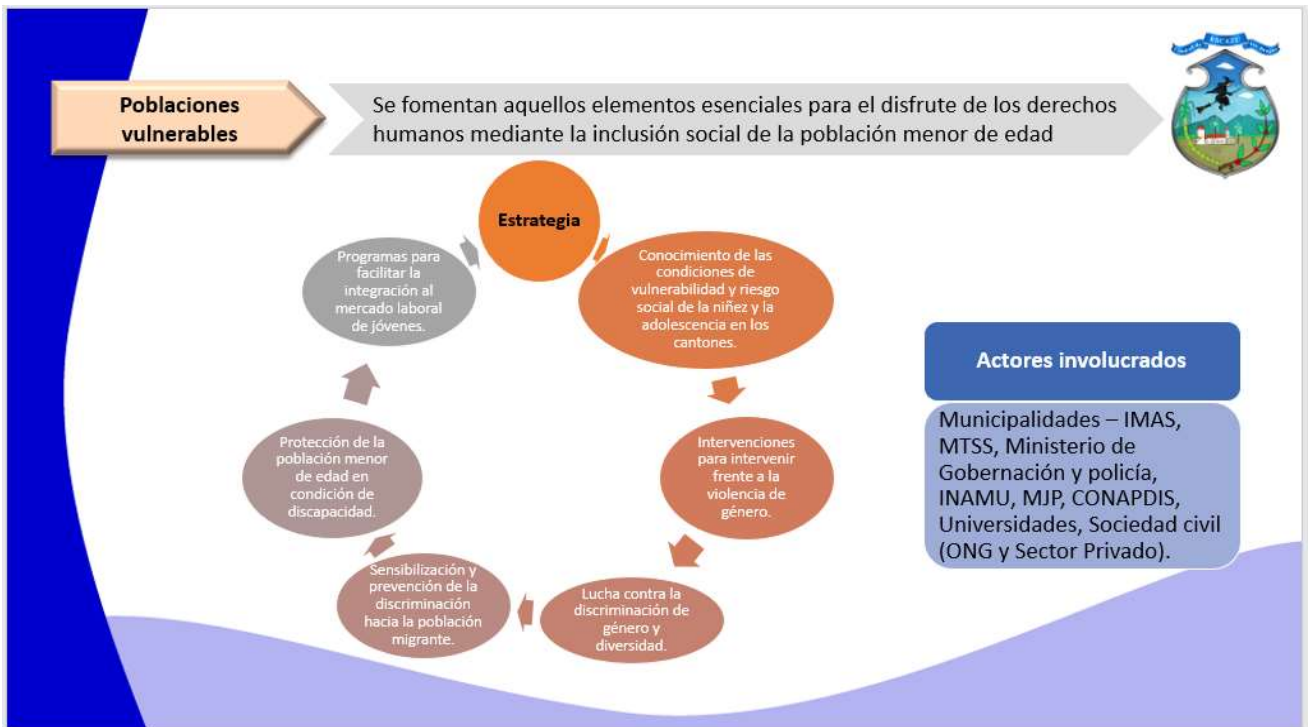 Poblaciones
vulnerables
Se fomentan aquellos elementos esenciales para el disfrute de los derechos
humanos mediante la inclusión social de la población menor de edad
Estrategia
Conocimiento de las
condiciones de
vulnerabilidad y riesgo
social de la niñez y la
adolescencia en los
cantones.
Intervenciones
para intervenir
frente a la
violencia de
género.
Lucha contra la
discriminación de
género y
diversidad.
Sensibilización y
prevención de la
discriminación
hacia la población
migrante.
Protección de la
población menor
de edad en
condición de
discapacidad.
Programas para
facilitar la
integración al
mercado laboral
de jóvenes.
Actores involucrados
Municipalidades – IMAS,
MTSS, Ministerio de
Gobernación y policía,
INAMU, MJP, CONAPDIS,
Universidades, Sociedad civil
(ONG y Sector Privado).